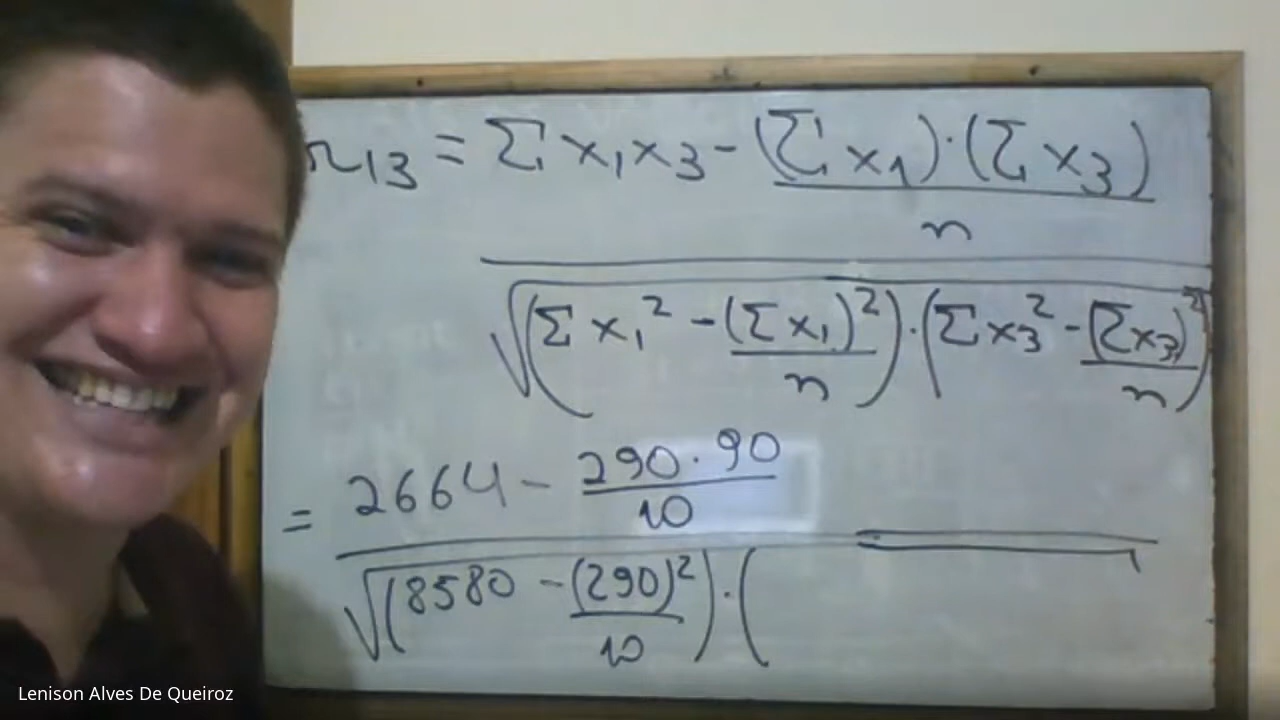 r13 = Σ x1x3 - (Σ x1)·(Σ x3)
n
√(Σ x1² - (Σ x1)²)·(Σ x3² - (Σx3)²)
n n
= 2664 - 290·90
10
√(8580 - (290)²)·(
10
Lenison Alves De Queiroz